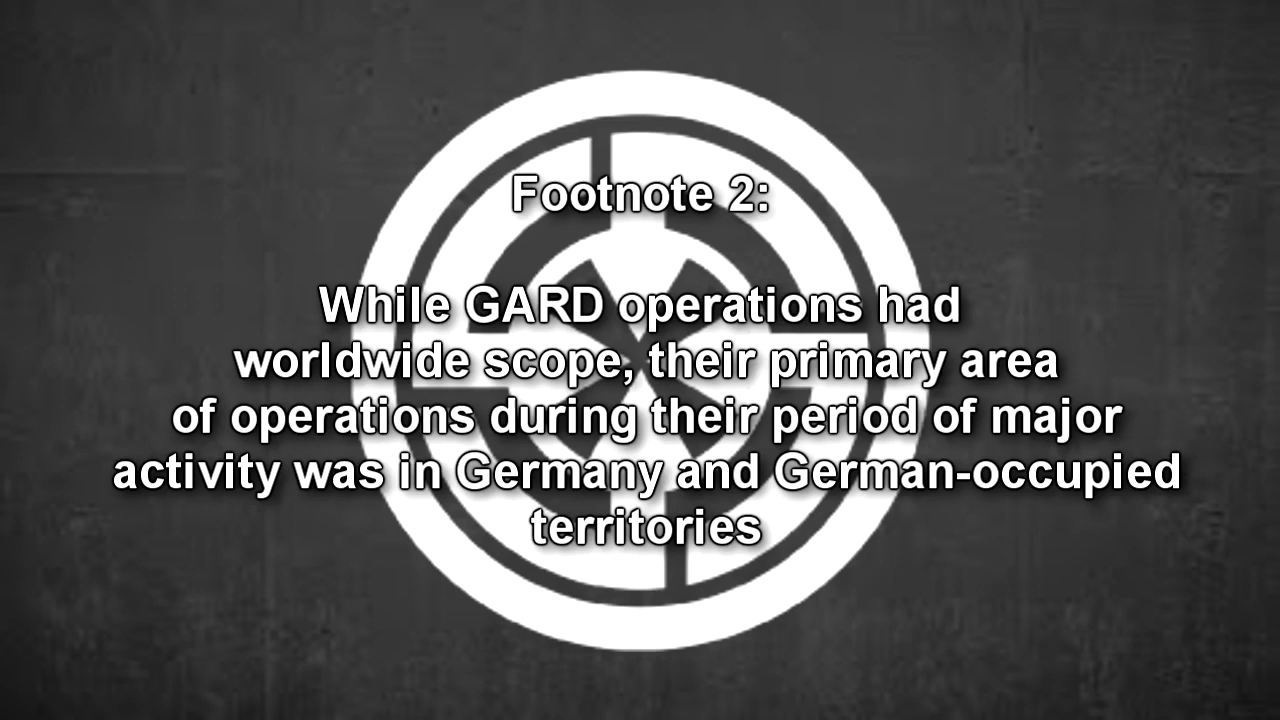 Footnote 2:
While GARD operations had
worldwide scope, their primary area
of operations during their period of major
activity was in Germany and German-occupied
territories